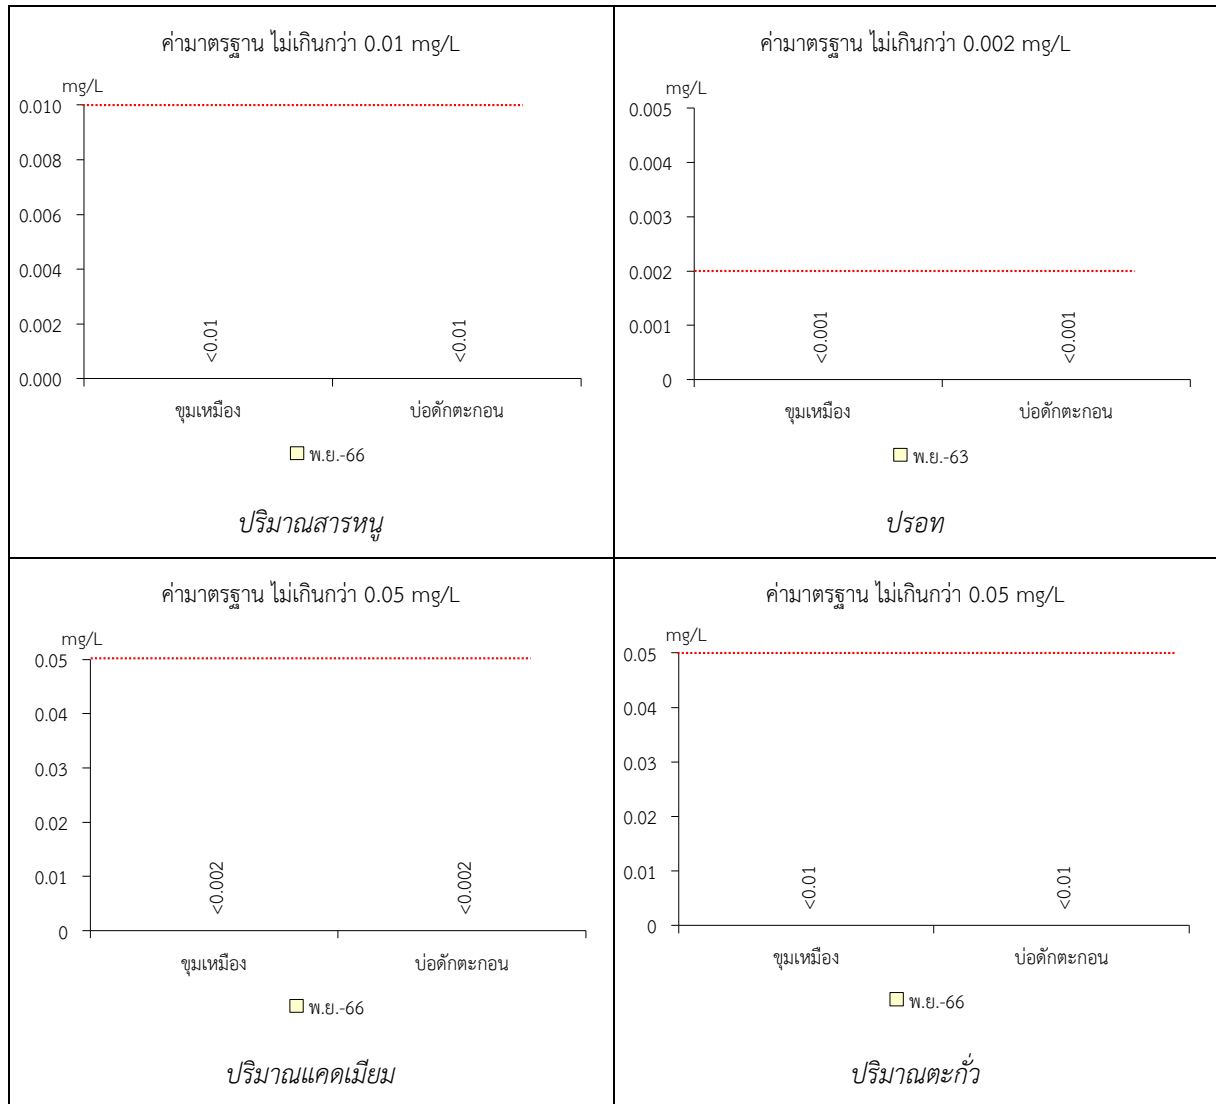 ค่ามาตรฐาน ไม่เกินกว่า 0.01 mg/L
mg/L
0.010
0.008
0.006
0.004
0.002
0.000
<0.01
<0.01
ขุมเหมือง
บ่อดักตะกอน
พ.ย.-66
ปริมาณสารหนู
ค่ามาตรฐาน ไม่เกินกว่า 0.002 mg/L
mg/L
0.005
0.004
0.003
0.002
0.001
0
<0.001
<0.001
ขุมเหมือง
บ่อดักตะกอน
พ.ย.-63
ปรอท
ค่ามาตรฐาน ไม่เกินกว่า 0.05 mg/L
mg/L
0.05
0.04
0.03
0.02
0.01
0
<0.002
<0.002
ขุมเหมือง
บ่อดักตะกอน
พ.ย.-66
ปริมาณแคดเมียม
ค่ามาตรฐาน ไม่เกินกว่า 0.05 mg/L
mg/L
0.05
0.04
0.03
0.02
0.01
0
<0.01
<0.01
ขุมเหมือง
บ่อดักตะกอน
พ.ย.-66
ปริมาณตะกั่ว